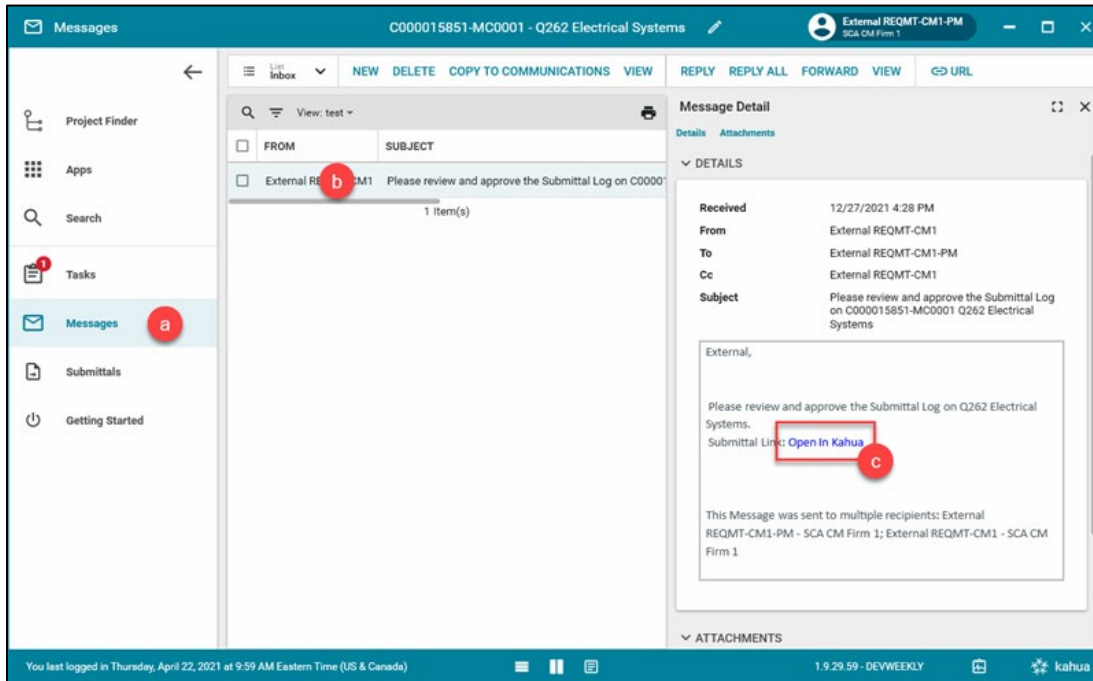 Messages
C000015851-MC0001 - Q262 Electrical Systems
External REQMT-CM1-PM
SCA CM Firm 1
Project Finder
Apps
Search
1
Tasks
Messages
a
Submittals
Getting Started
List
Inbox
NEW DELETE COPY TO COMMUNICATIONS VIEW
View: test
FROM SUBJECT
External RE b CM1 Please review and approve the Submittal Log on C0000
1 Item(s)
REPLY REPLY ALL FORWARD VIEW URL
Message Detail
Details Attachments
DETAILS
Received 12/27/2021 4:28 PM
From External REQMT-CM1
To External REQMT-CM1-PM
Cc External REQMT-CM1
Subject Please review and approve the Submittal Log
on C000015851-MC0001 Q262 Electrical
Systems
External,
Please review and approve the Submittal Log on Q262 Electrical
Systems.
Submittal Link: Open In Kahua
c
This Message was sent to multiple recipients: External
REQMT-CM1-PM - SCA CM Firm 1; External REQMT-CM1 - SCA CM
Firm 1
ATTACHMENTS
You last logged in Thursday, April 22, 2021 at 9:59 AM Eastern Time (US & Canada)
1.9.29.59 - DEVWEEKLY
kahua